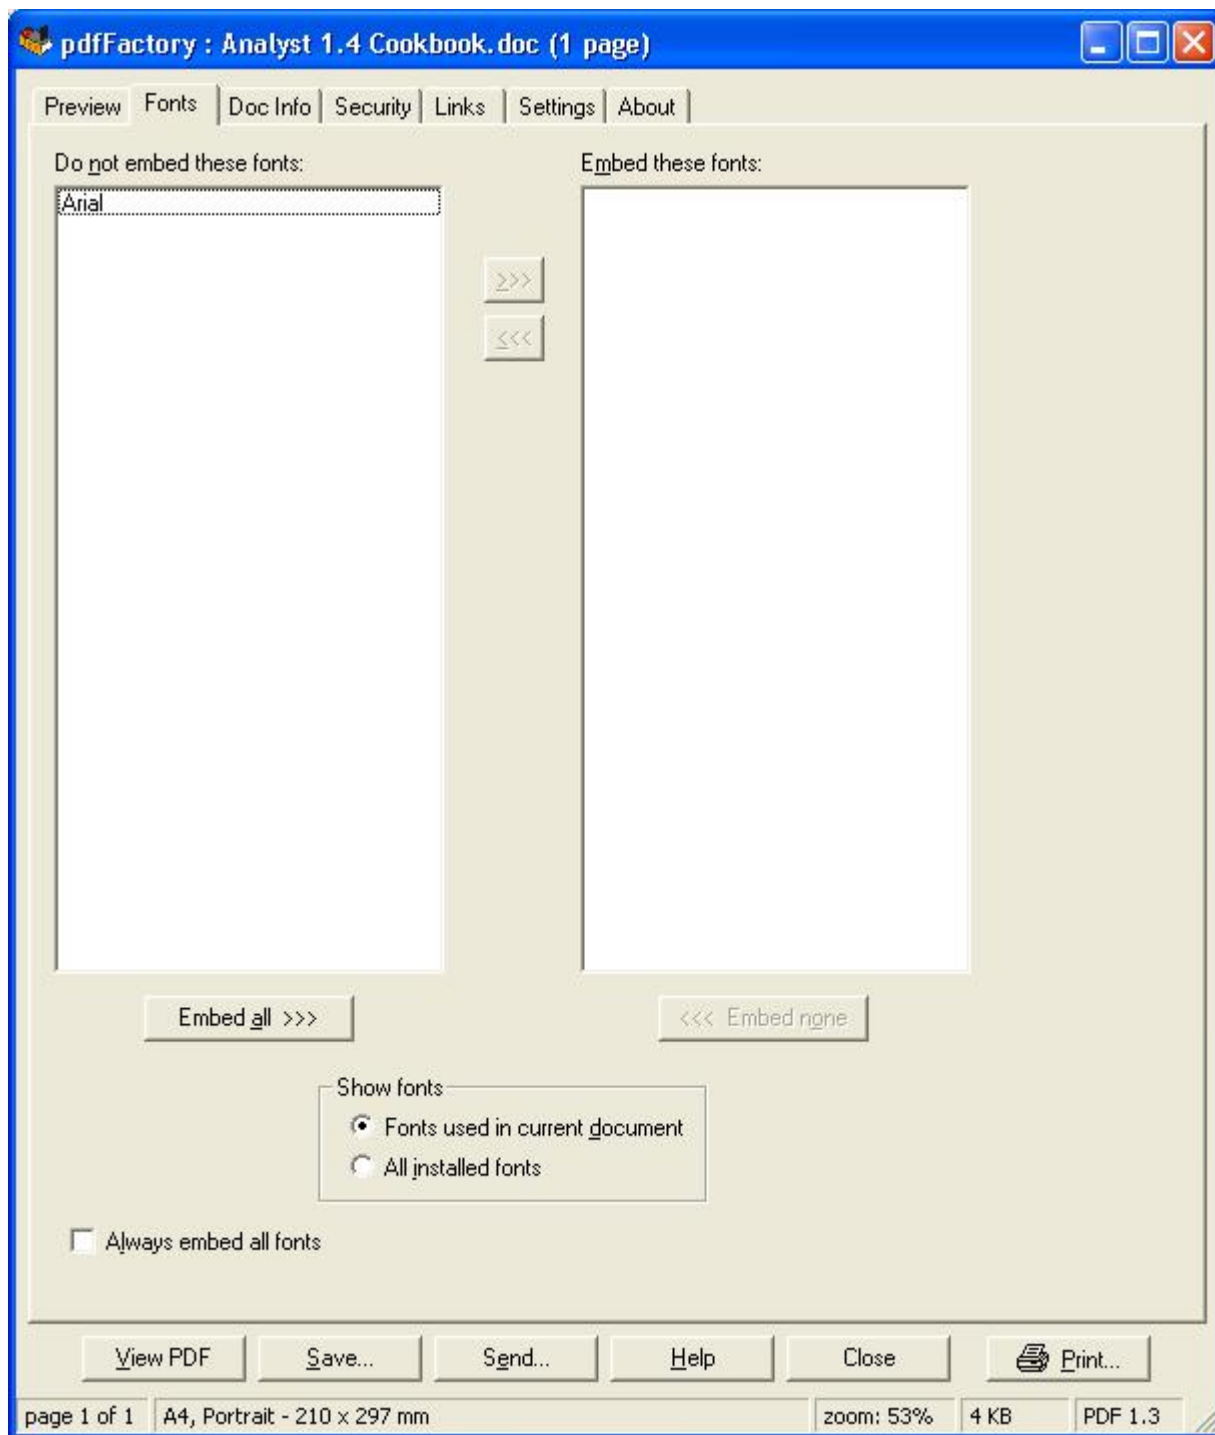 pdfFactory : Analyst 1.4 Cookbook.doc (1 page)
Preview Fonts Doc Info Security Links Settings About
Do not embed these fonts: Embed these fonts:
Arial
>>>
<<<
Embed all >>> <<< Embed none
Show fonts
Fonts used in current document
All installed fonts
Always embed all fonts
View PDF Save... Send... Help Close Print...
page 1 of 1 A4, Portrait - 210 x 297 mm zoom: 53% 4 KB PDF 1.3